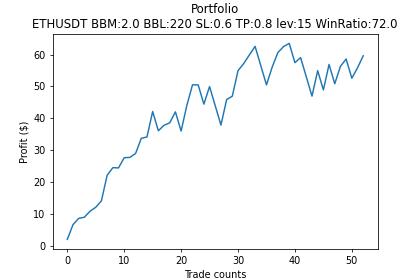 Portfolio
ETHUSDT BBM:2.0 BBL:220 SL:0.6 TP:0.8 lev:15 WinRatio:72.0
60
50
40
30
20
10
0
Profit ($)
0 10 20 30 40 50
Trade counts